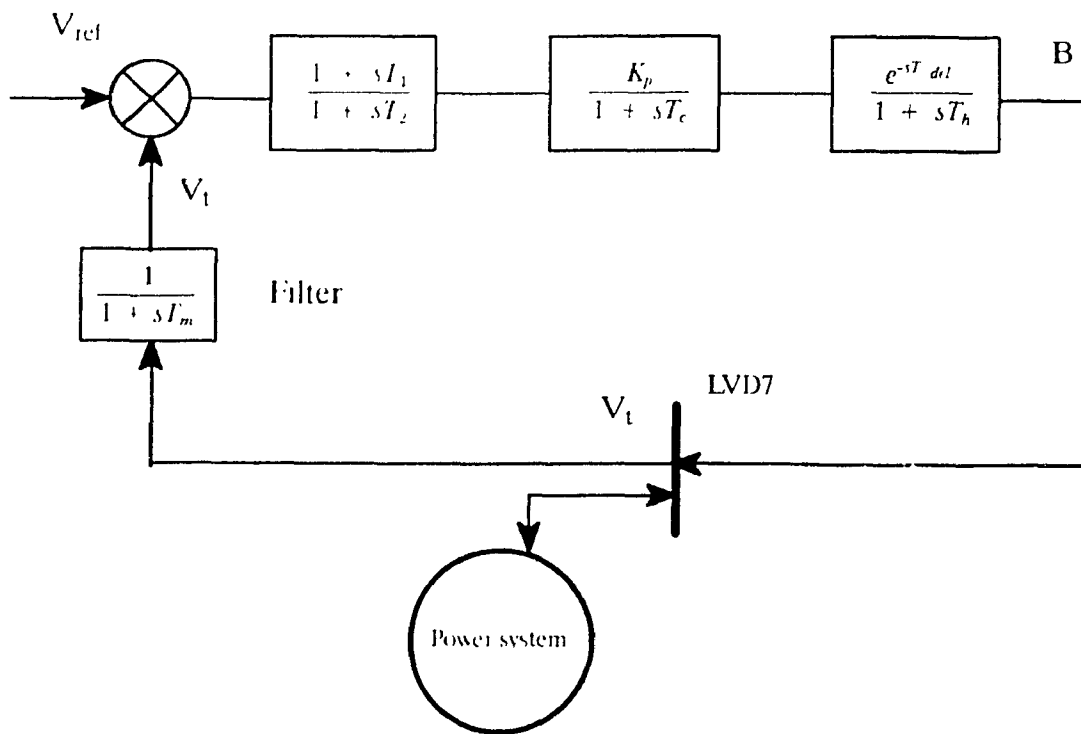 V_ref
1 + sT_1
1 + sT_2
K_p
1 + sT_c
e^-sT del
1 + sT_h
B
V_t
1
1 + sT_m
Filter
V_t
LVD7
Power system